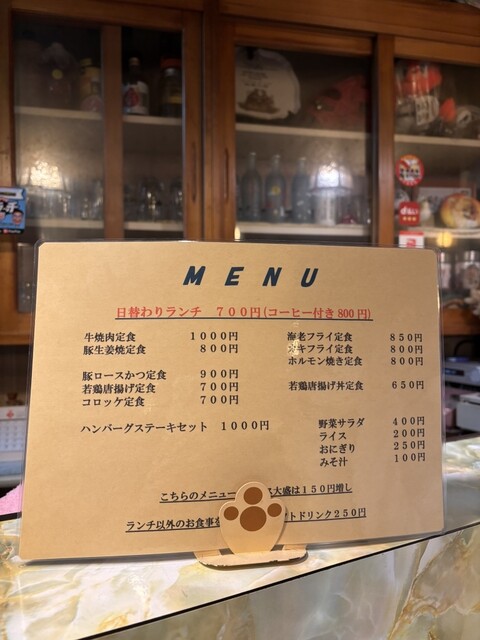 MENU
日替わりランチ ７００円(コーヒー付き800円)
牛焼肉定食 １０００円
豚生姜焼定食 ８００円
豚ロースかつ定食 ９００円
若鶏唐揚げ定食 ７００円
コロッケ定食 ７００円
ハンバーグステーキセット １０００円
海老フライ定食 ８５０円
キフライ定食 ８００円
ホルモン焼き定食 ８００円
若鶏唐揚げ丼定食 ６５０円
野菜サラダ ４００円
ライス ２００円
おにぎり ２５０円
みそ汁 １００円
こちらのメニュー 大盛は１５０円増し
ランチ以外のお食事 トドリンク２５０円